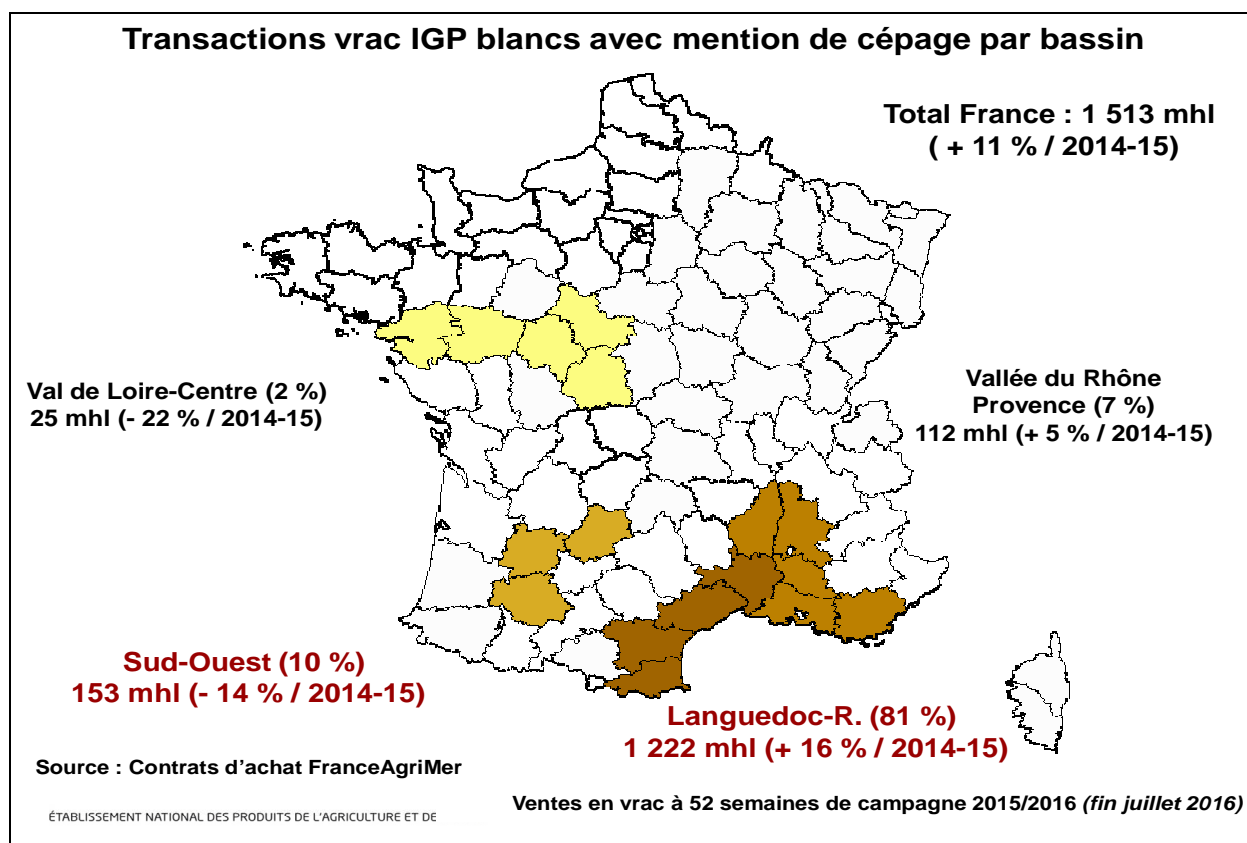 Transactions vrac IGP blancs avec mention de cépage par bassin
Total France : 1 513 mhl
( + 11 % / 2014-15)
Val de Loire-Centre (2 %)
25 mhl (- 22 % / 2014-15)
Vallée du Rhône
Provence (7 %)
112 mhl (+ 5 % / 2014-15)
Sud-Ouest (10 %)
153 mhl (- 14 % / 2014-15)
Languedoc-R. (81 %)
1 222 mhl (+ 16 % / 2014-15)
Source : Contrats d’achat FranceAgriMer
Ventes en vrac à 52 semaines de campagne 2015/2016 (fin juillet 2016)
ÉTABLISSEMENT NATIONAL DES PRODUITS DE L’AGRICULTURE ET DE